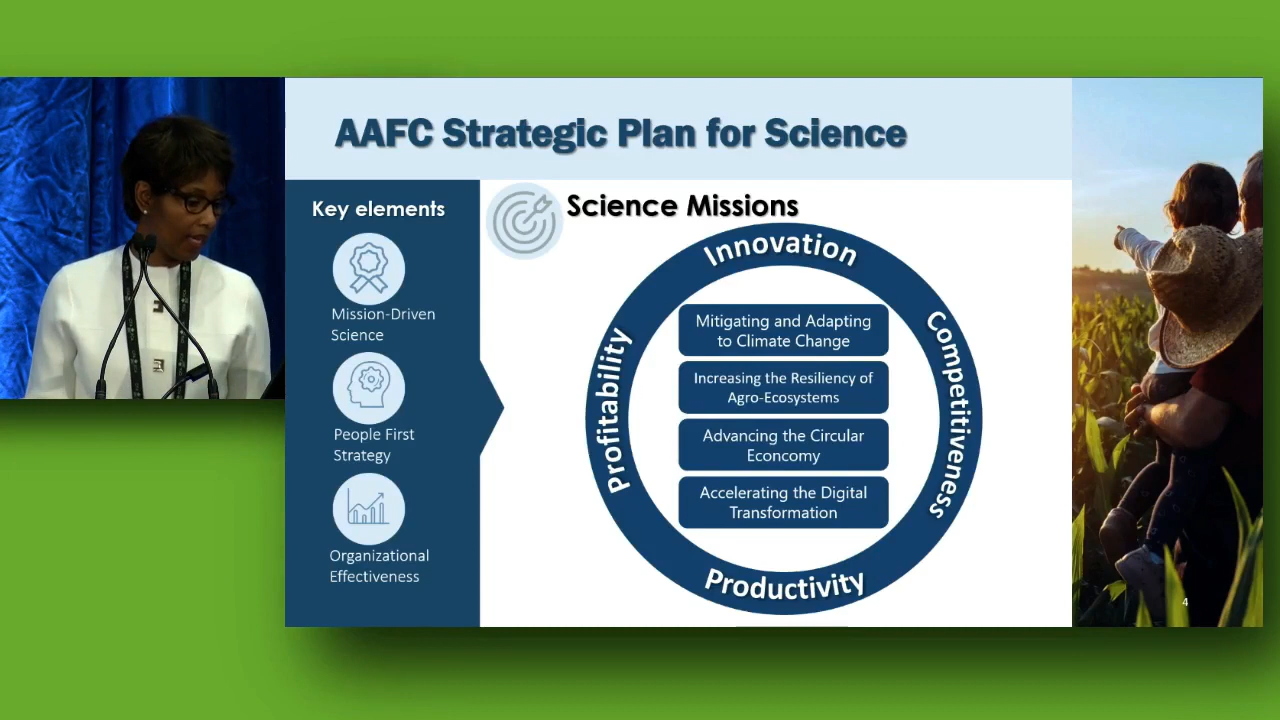 AAFC Strategic Plan for Science
Key elements
Mission-Driven
Science
People First
Strategy
Organizational
Effectiveness
Science Missions
Innovation
Profitability
Competitiveness
Mitigating and Adapting
to Climate Change
Increasing the Resiliency of
Agro-Ecosystems
Advancing the Circular
Econcomy
Accelerating the Digital
Transformation
Productivity
4